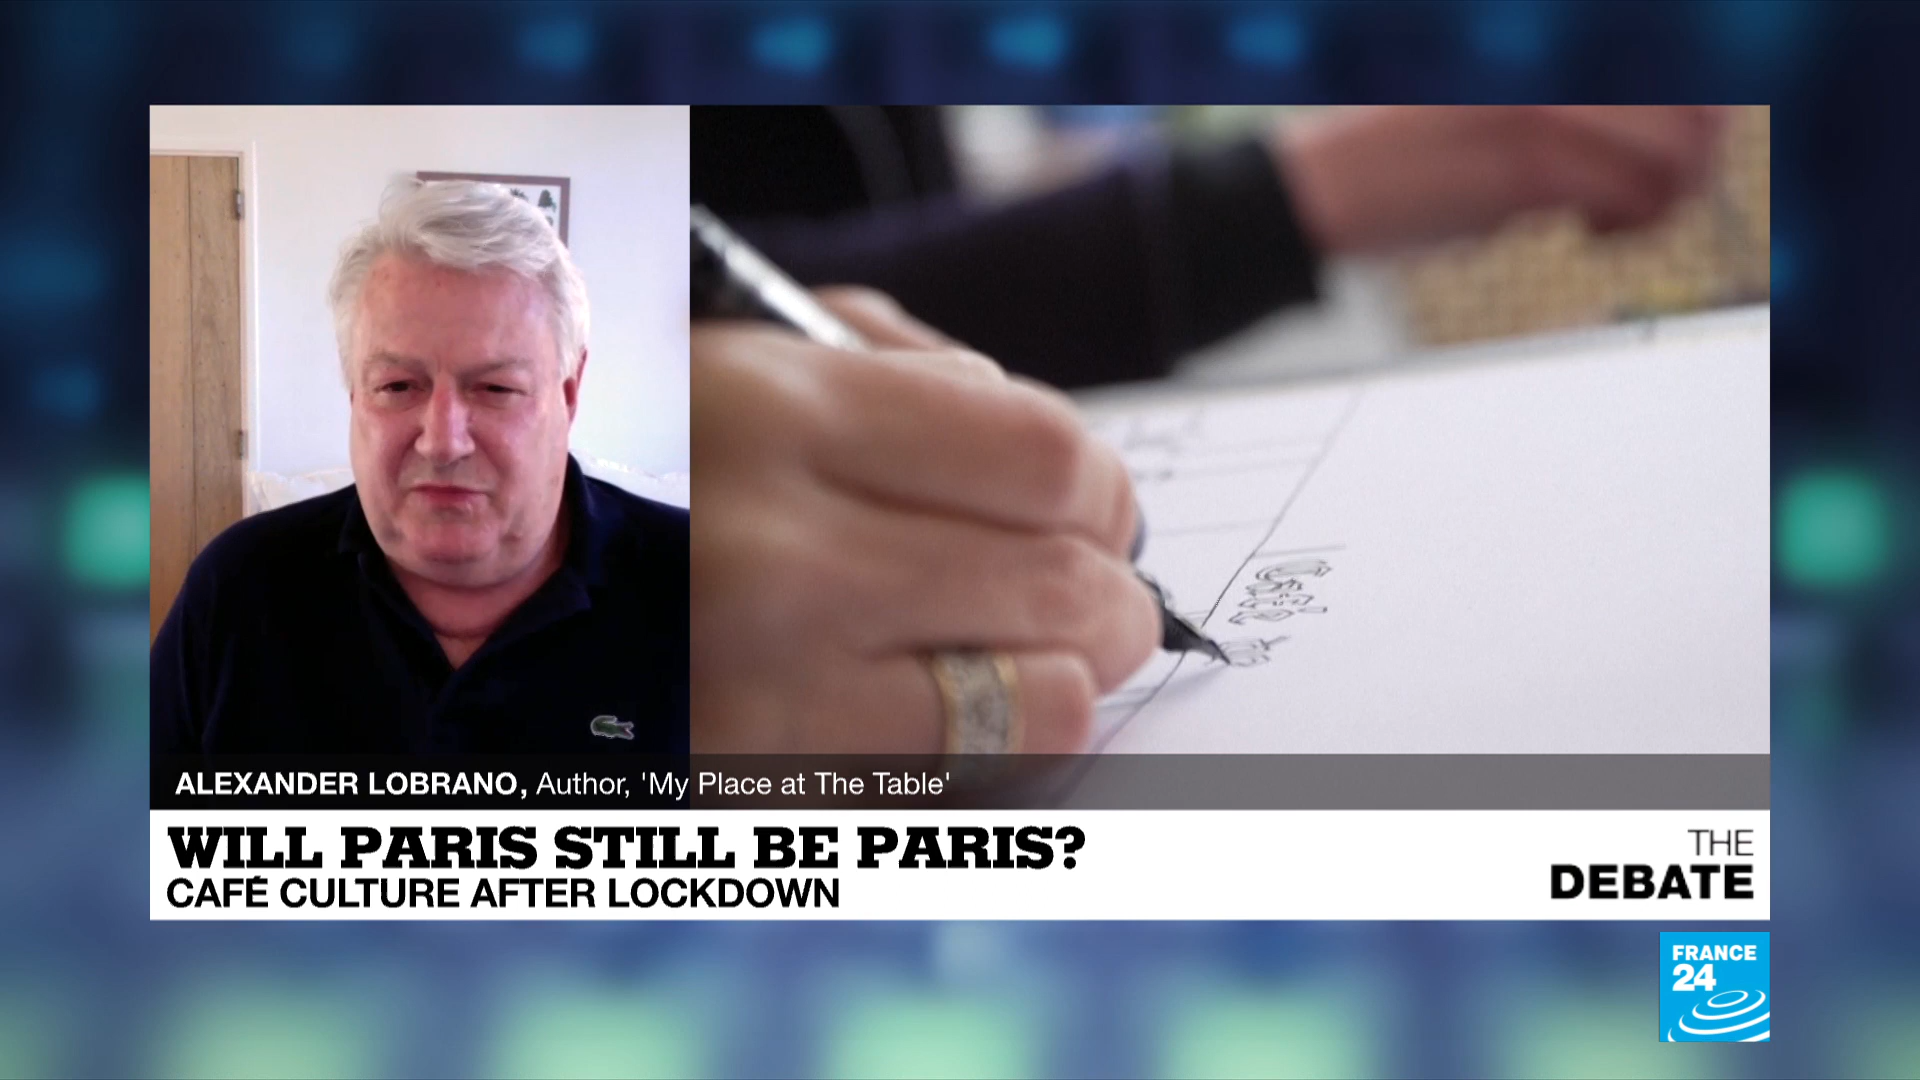 ALEXANDER LOBRANO, Author, 'My Place at The Table'
WILL PARIS STILL BE PARIS?
CAFÉ CULTURE AFTER LOCKDOWN
THE
DEBATE
FRANCE
24